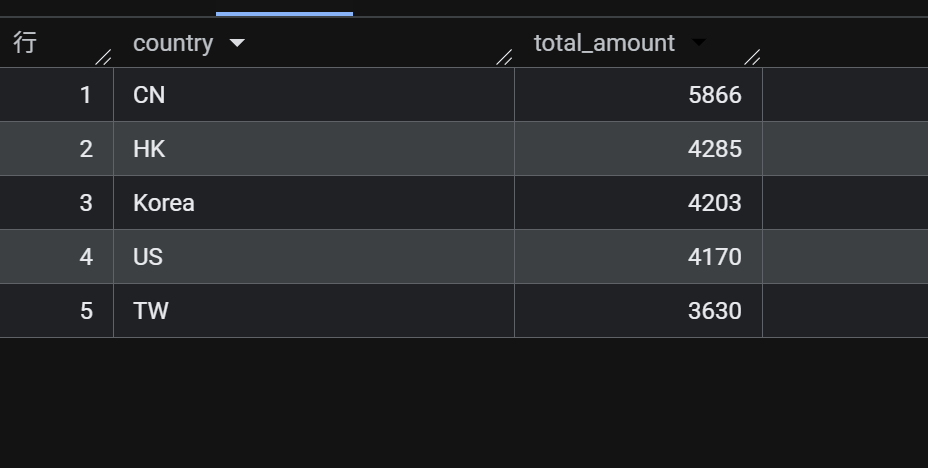 行 country total_amount
1 CN 5866
2 HK 4285
3 Korea 4203
4 US 4170
5 TW 3630